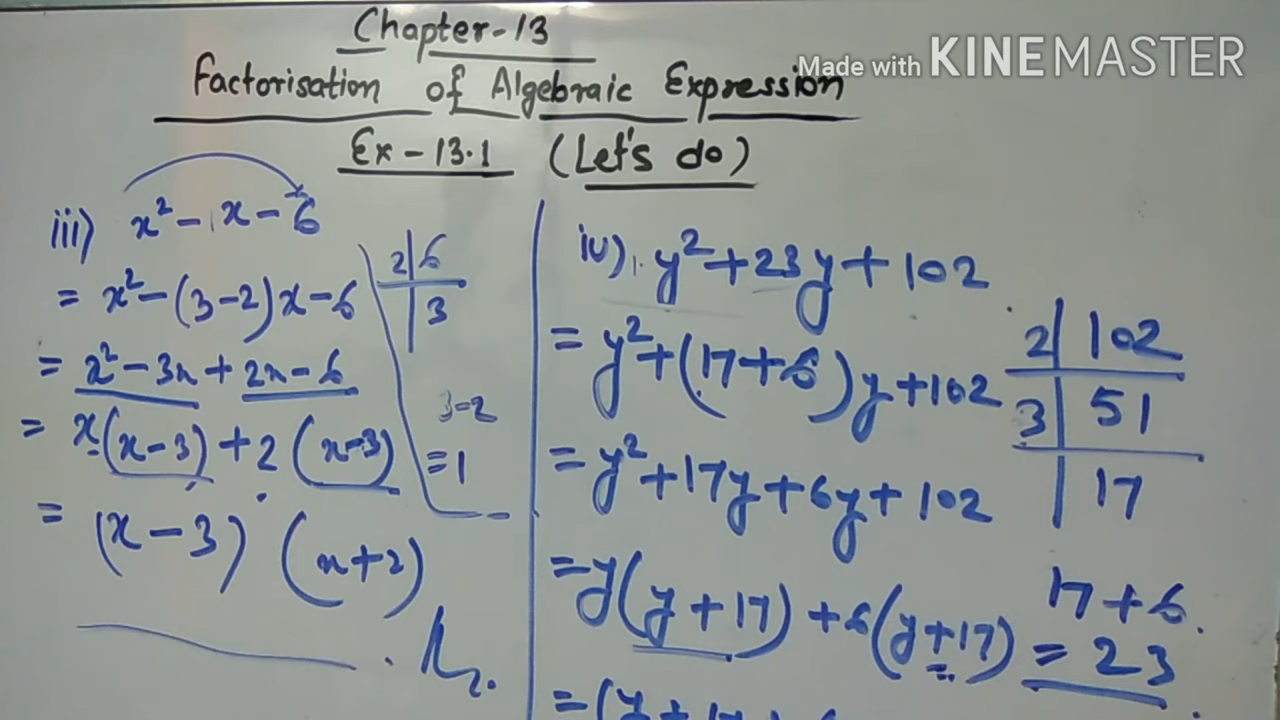 Chapter-13
Made with KINEMASTER
Factorisation of Algebraic Expression
Ex - 13.1 (Let's do)
iii) x² - 1x - 6
= x² - (3-2)x - 6
= x² - 3x + 2x - 6
= x(x-3) + 2(x-3)
= (x-3) (x+2)
2|6
3
3-2
=1
iv) 1. y² + 23y + 102
= y² + (17+6)y + 102
= y² + 17y + 6y + 102
= y(y+17) + 6(y+17)
2|102
3|51
17
17+6
= 23